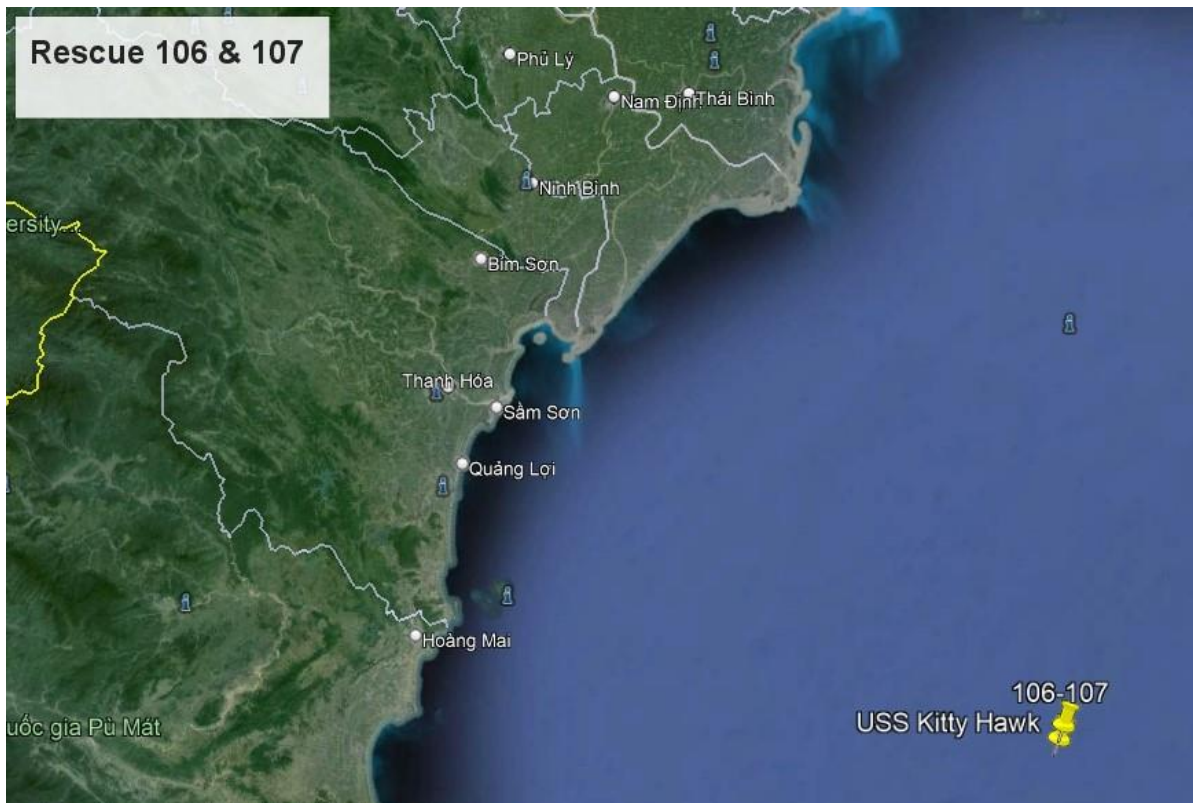 Rescue 106 & 107
Phủ Lý
Nam Định
Thái Bình
Ninh Bình
ersity...
Bỉm Sơn
Thanh Hóa
Sầm Sơn
Quảng Lợi
Hoàng Mai
106-107
USS Kitty Hawk
uốc gia Pù Mát